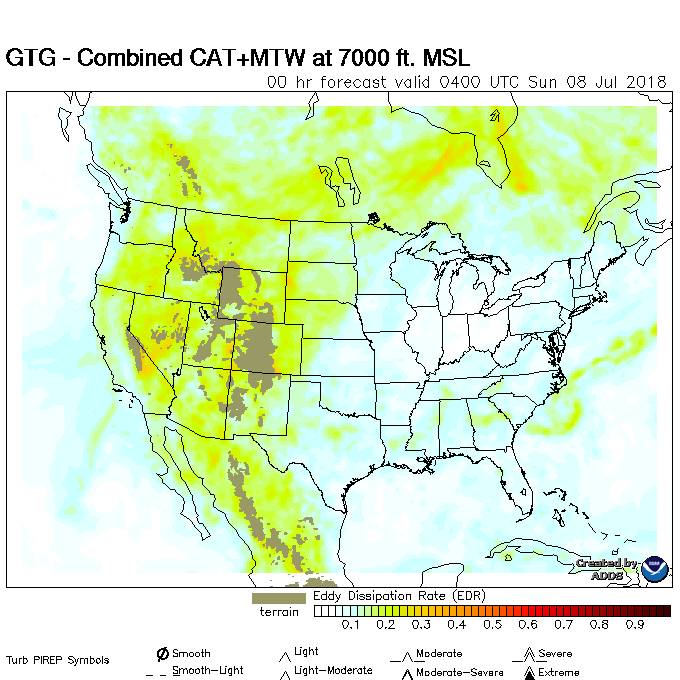 GTG - Combined CAT+MTW at 7000 ft. MSL
00 hr forecast valid 0400 UTC Sun 08 Jul 2018
Created by
ADDS
Eddy Dissipation Rate (EDR)
terrain
0.1 0.2 0.3 0.4 0.5 0.6 0.7 0.8 0.9
Turb PIREP Symbols
Smooth Light Moderate Severe
Smooth-Light Light-Moderate Moderate-Severe Extreme